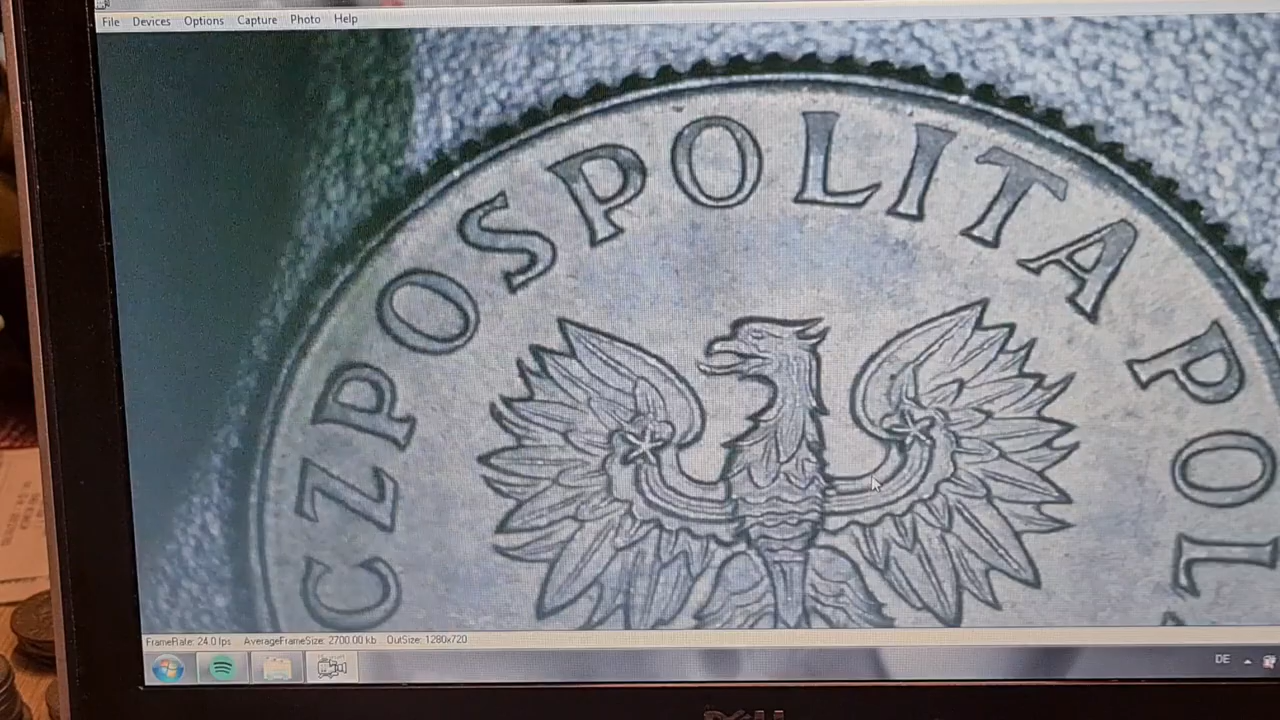 File Devices Options Capture Photo Help
CZPOSPOLITA POL
FrameRate: 24.0 fps AverageFrameSize: 2700.00 kb OutSize: 1280x720
DE
DELL